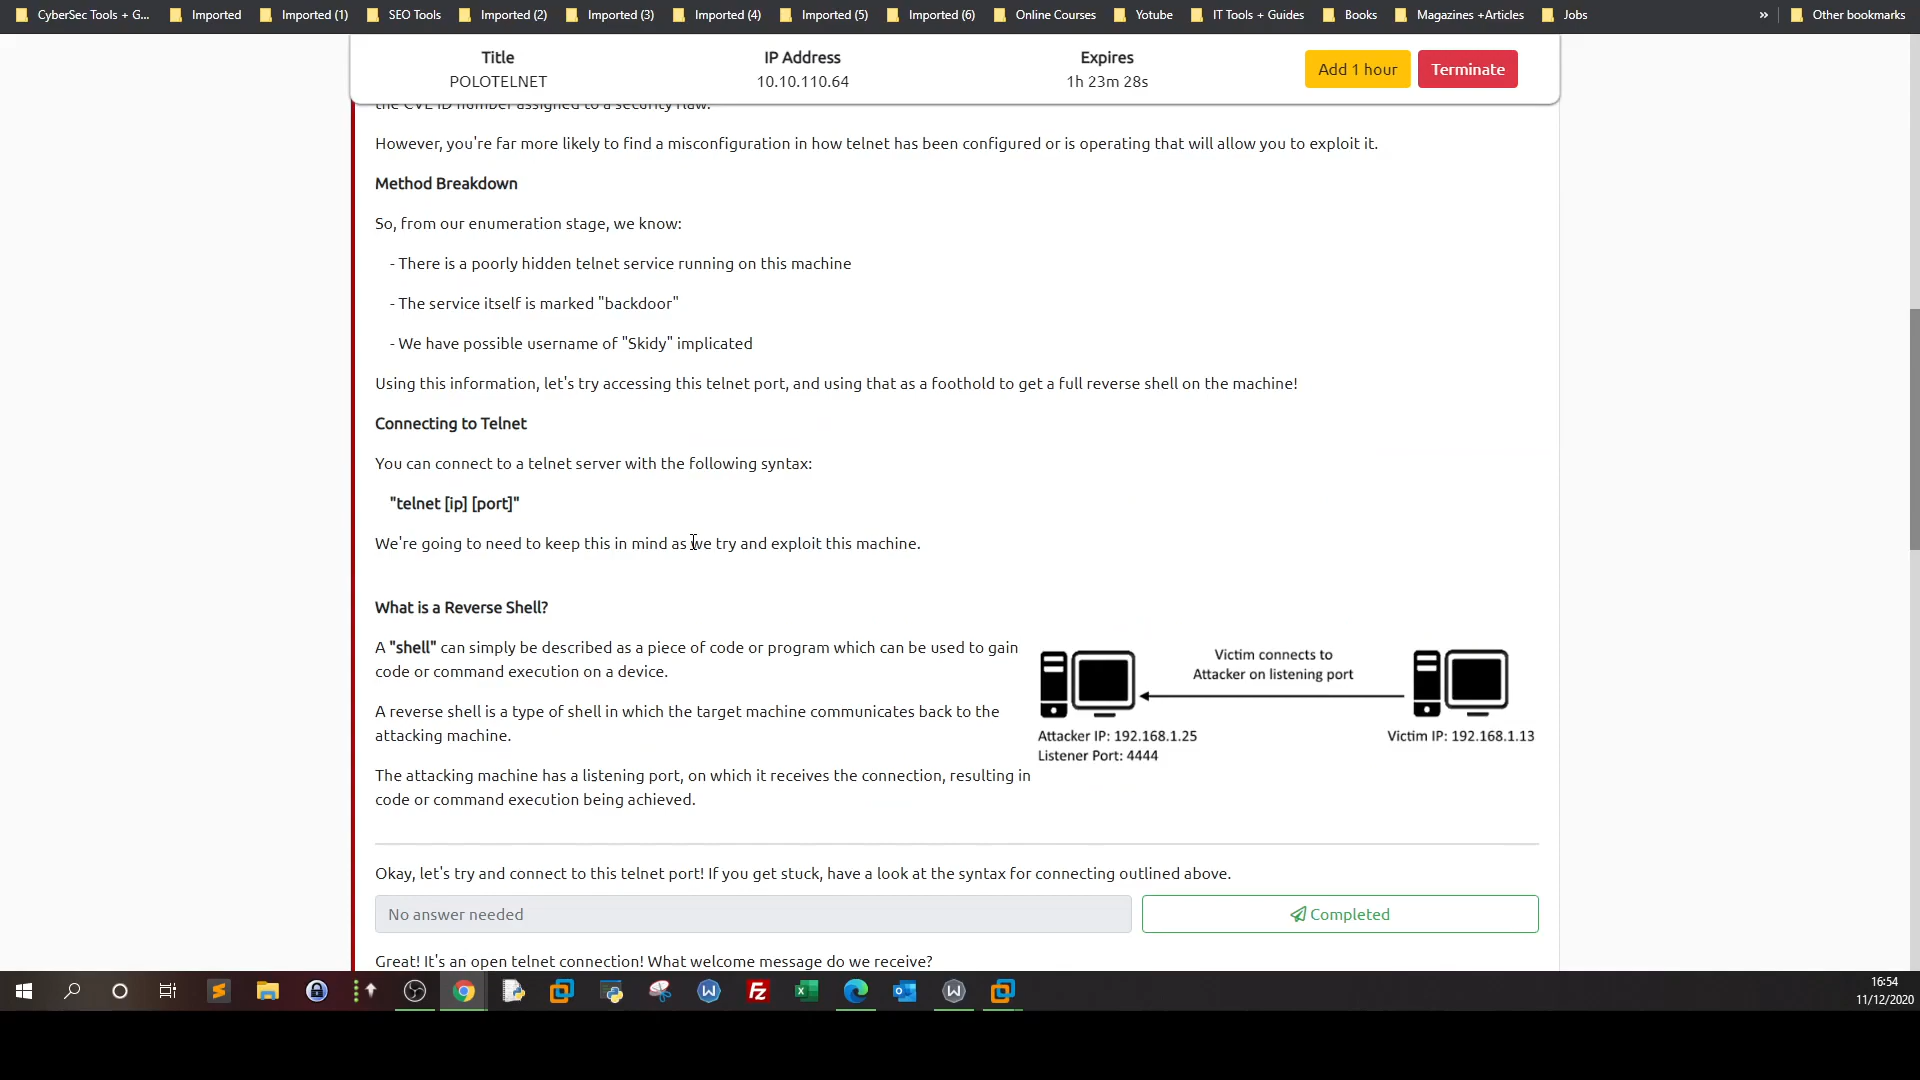 CyberSec Tools + G...
Imported
Imported (1)
SEO Tools
Imported (2)
Imported (3)
Imported (4)
Imported (5)
Imported (6)
Online Courses
Yotube
IT Tools + Guides
Books
Magazines +Articles
Jobs
»
Other bookmarks
Title
POLOTELNET
IP Address
10.10.110.64
Expires
1h 23m 28s
Add 1 hour
Terminate
the CVE ID number assigned to a security flaw.
However, you're far more likely to find a misconfiguration in how telnet has been configured or is operating that will allow you to exploit it.
Method Breakdown
So, from our enumeration stage, we know:
- There is a poorly hidden telnet service running on this machine
- The service itself is marked "backdoor"
- We have possible username of "Skidy" implicated
Using this information, let's try accessing this telnet port, and using that as a foothold to get a full reverse shell on the machine!
Connecting to Telnet
You can connect to a telnet server with the following syntax:
"telnet [ip] [port]"
We're going to need to keep this in mind as we try and exploit this machine.
What is a Reverse Shell?
A "shell" can simply be described as a piece of code or program which can be used to gain
code or command execution on a device.
A reverse shell is a type of shell in which the target machine communicates back to the
attacking machine.
The attacking machine has a listening port, on which it receives the connection, resulting in
code or command execution being achieved.
Victim connects to
Attacker on listening port
Attacker IP: 192.168.1.25
Listener Port: 4444
Victim IP: 192.168.1.13
Okay, let's try and connect to this telnet port! If you get stuck, have a look at the syntax for connecting outlined above.
No answer needed
Completed
Great! It's an open telnet connection! What welcome message do we receive?
16:54
11/12/2020